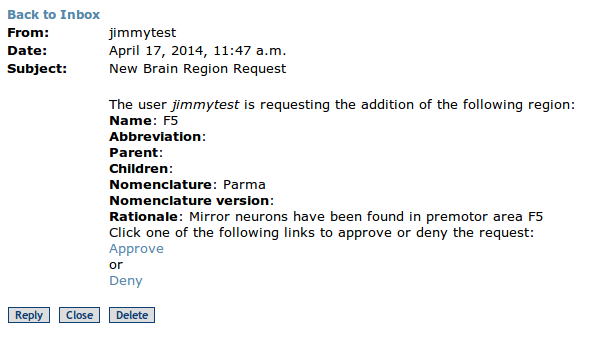 Back to Inbox
From: jimmytest
Date: April 17, 2014, 11:47 a.m.
Subject: New Brain Region Request
The user jimmytest is requesting the addition of the following region:
Name: F5
Abbreviation:
Parent:
Children:
Nomenclature: Parma
Nomenclature version:
Rationale: Mirror neurons have been found in premotor area F5
Click one of the following links to approve or deny the request:
Approve
or
Deny
Reply Close Delete